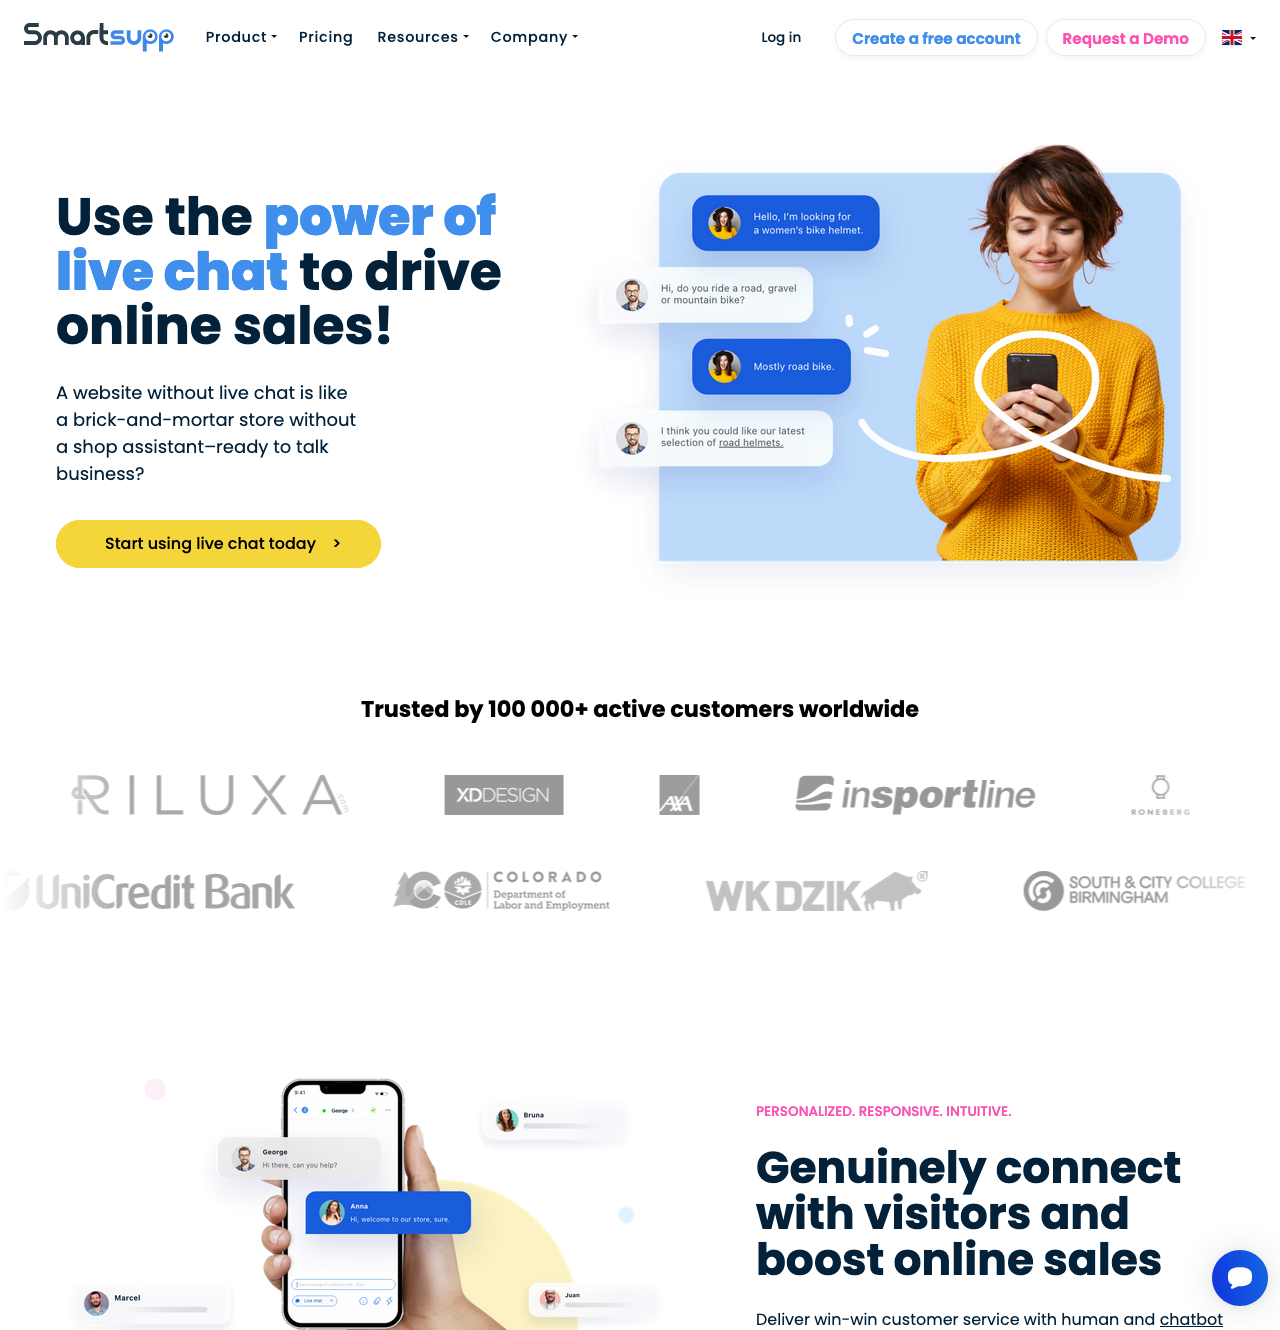 Smartsupp
Product
Pricing
Resources
Company
Log in
Create a free account
Request a Demo
Use the power of
live chat to drive
online sales!
A website without live chat is like
a brick-and-mortar store without
a shop assistant–ready to talk
business?
Start using live chat today >
Hello, I'm looking for
a women's bike helmet.
Hi, do you ride a road, gravel
or mountain bike?
Mostly road bike.
I think you could like our latest
selection of road helmets.
Trusted by 100 000+ active customers worldwide
RILUXA.com
XDDESIGN
AXA
insportline
RONEBERG
UniCredit Bank
CDLE
COLORADO
Department of
Labor and Employment
WK DZIK
SOUTH & CITY COLLEGE
BIRMINGHAM
9:41
George
George
Hi there, can you help?
Anna
Hi, welcome to our store, sure.
Bruna
Marcel
Juan
Live chat
PERSONALIZED. RESPONSIVE. INTUITIVE.
Genuinely connect
with visitors and
boost online sales
Deliver win-win customer service with human and chatbot